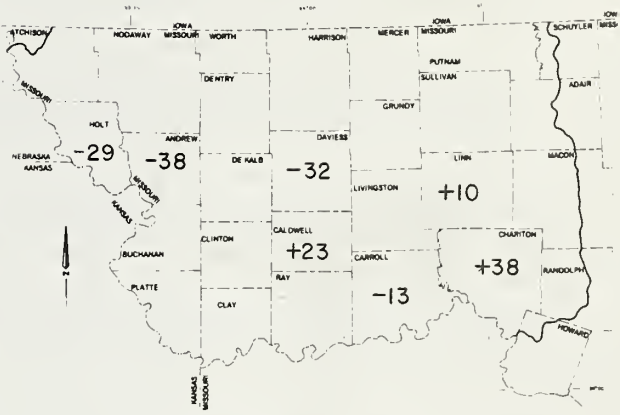 IOWA
MISSOURI
IOWA
MISSOURI
ATCHISON
NODAWAY
WORTH
HARRISON
MERCER
PUTNAM
SCHUYLER
MISSOURI
GENTRY
SULLIVAN
ADAIR
GRUNDY
HOLT
ANDREW
DAVIESS
NEBRASKA
KANSAS
-29
-38
DE KALB
-32
LINN
MACON
KANSAS
MISSOURI
LIVINGSTON
+10
CLINTON
CALDWELL
CHARITON
BUCHANAN
+23
CARROLL
+38
RANDOLPH
PLATTE
RAY
-13
CLAY
HOWARD
N
KANSAS
MISSOURI